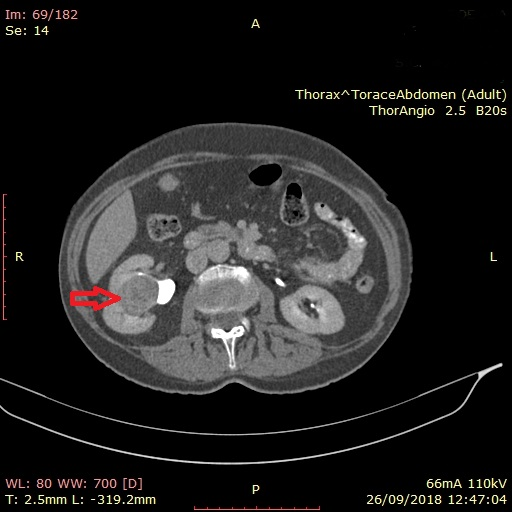 Im: 69/182
Se: 14
A
Thorax^ToraceAbdomen (Adult)
ThorAngio 2.5 B20s
R
L
WL: 80 WW: 700 [D]
T: 2.5mm L: -319.2mm
P
66mA 110kV
26/09/2018 12:47:04